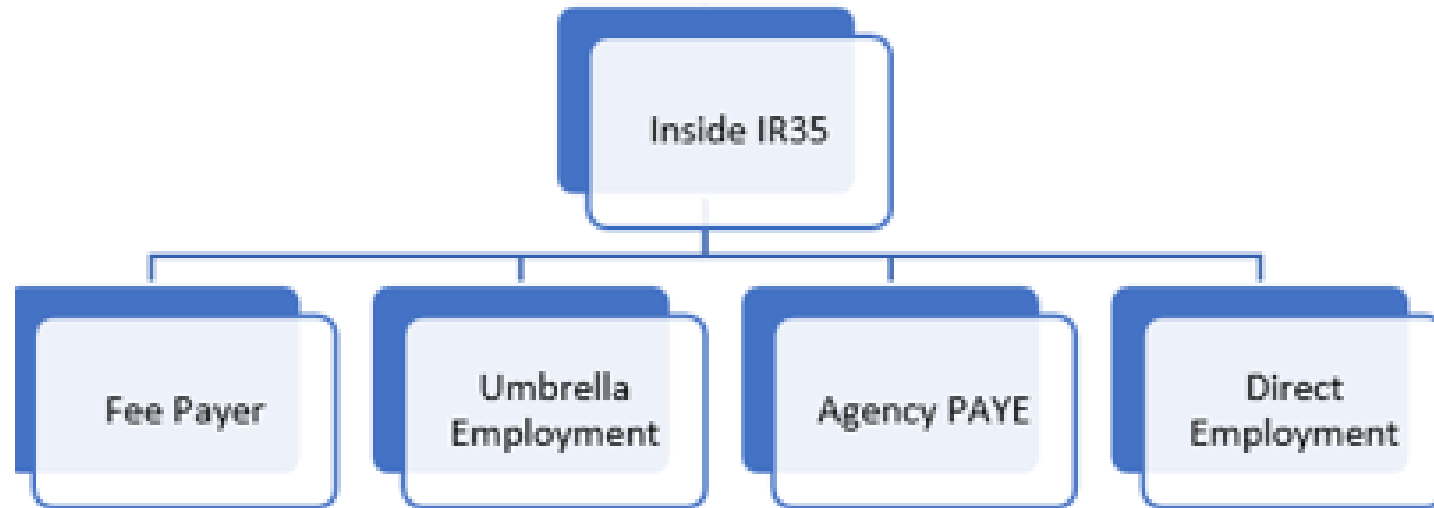 Inside IR35
Fee Payer
Umbrella
Employment
Agency PAYE
Direct
Employment